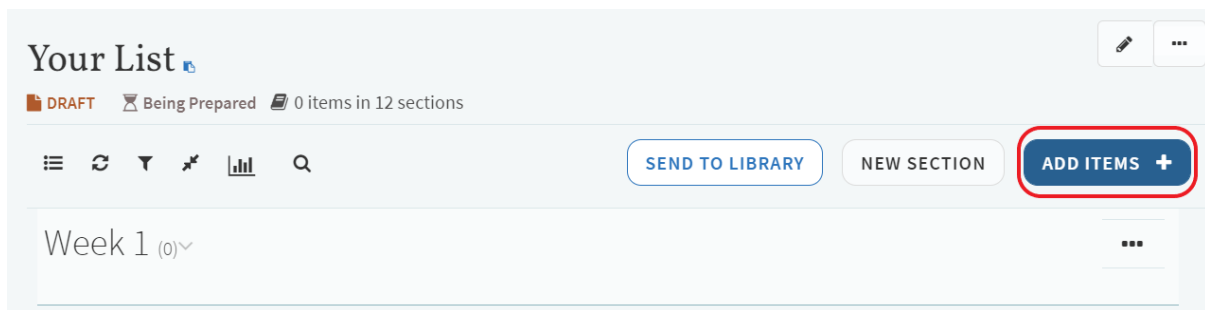 Your List
DRAFT Being Prepared 0 items in 12 sections
SEND TO LIBRARY NEW SECTION ADD ITEMS +
Week 1 (0)